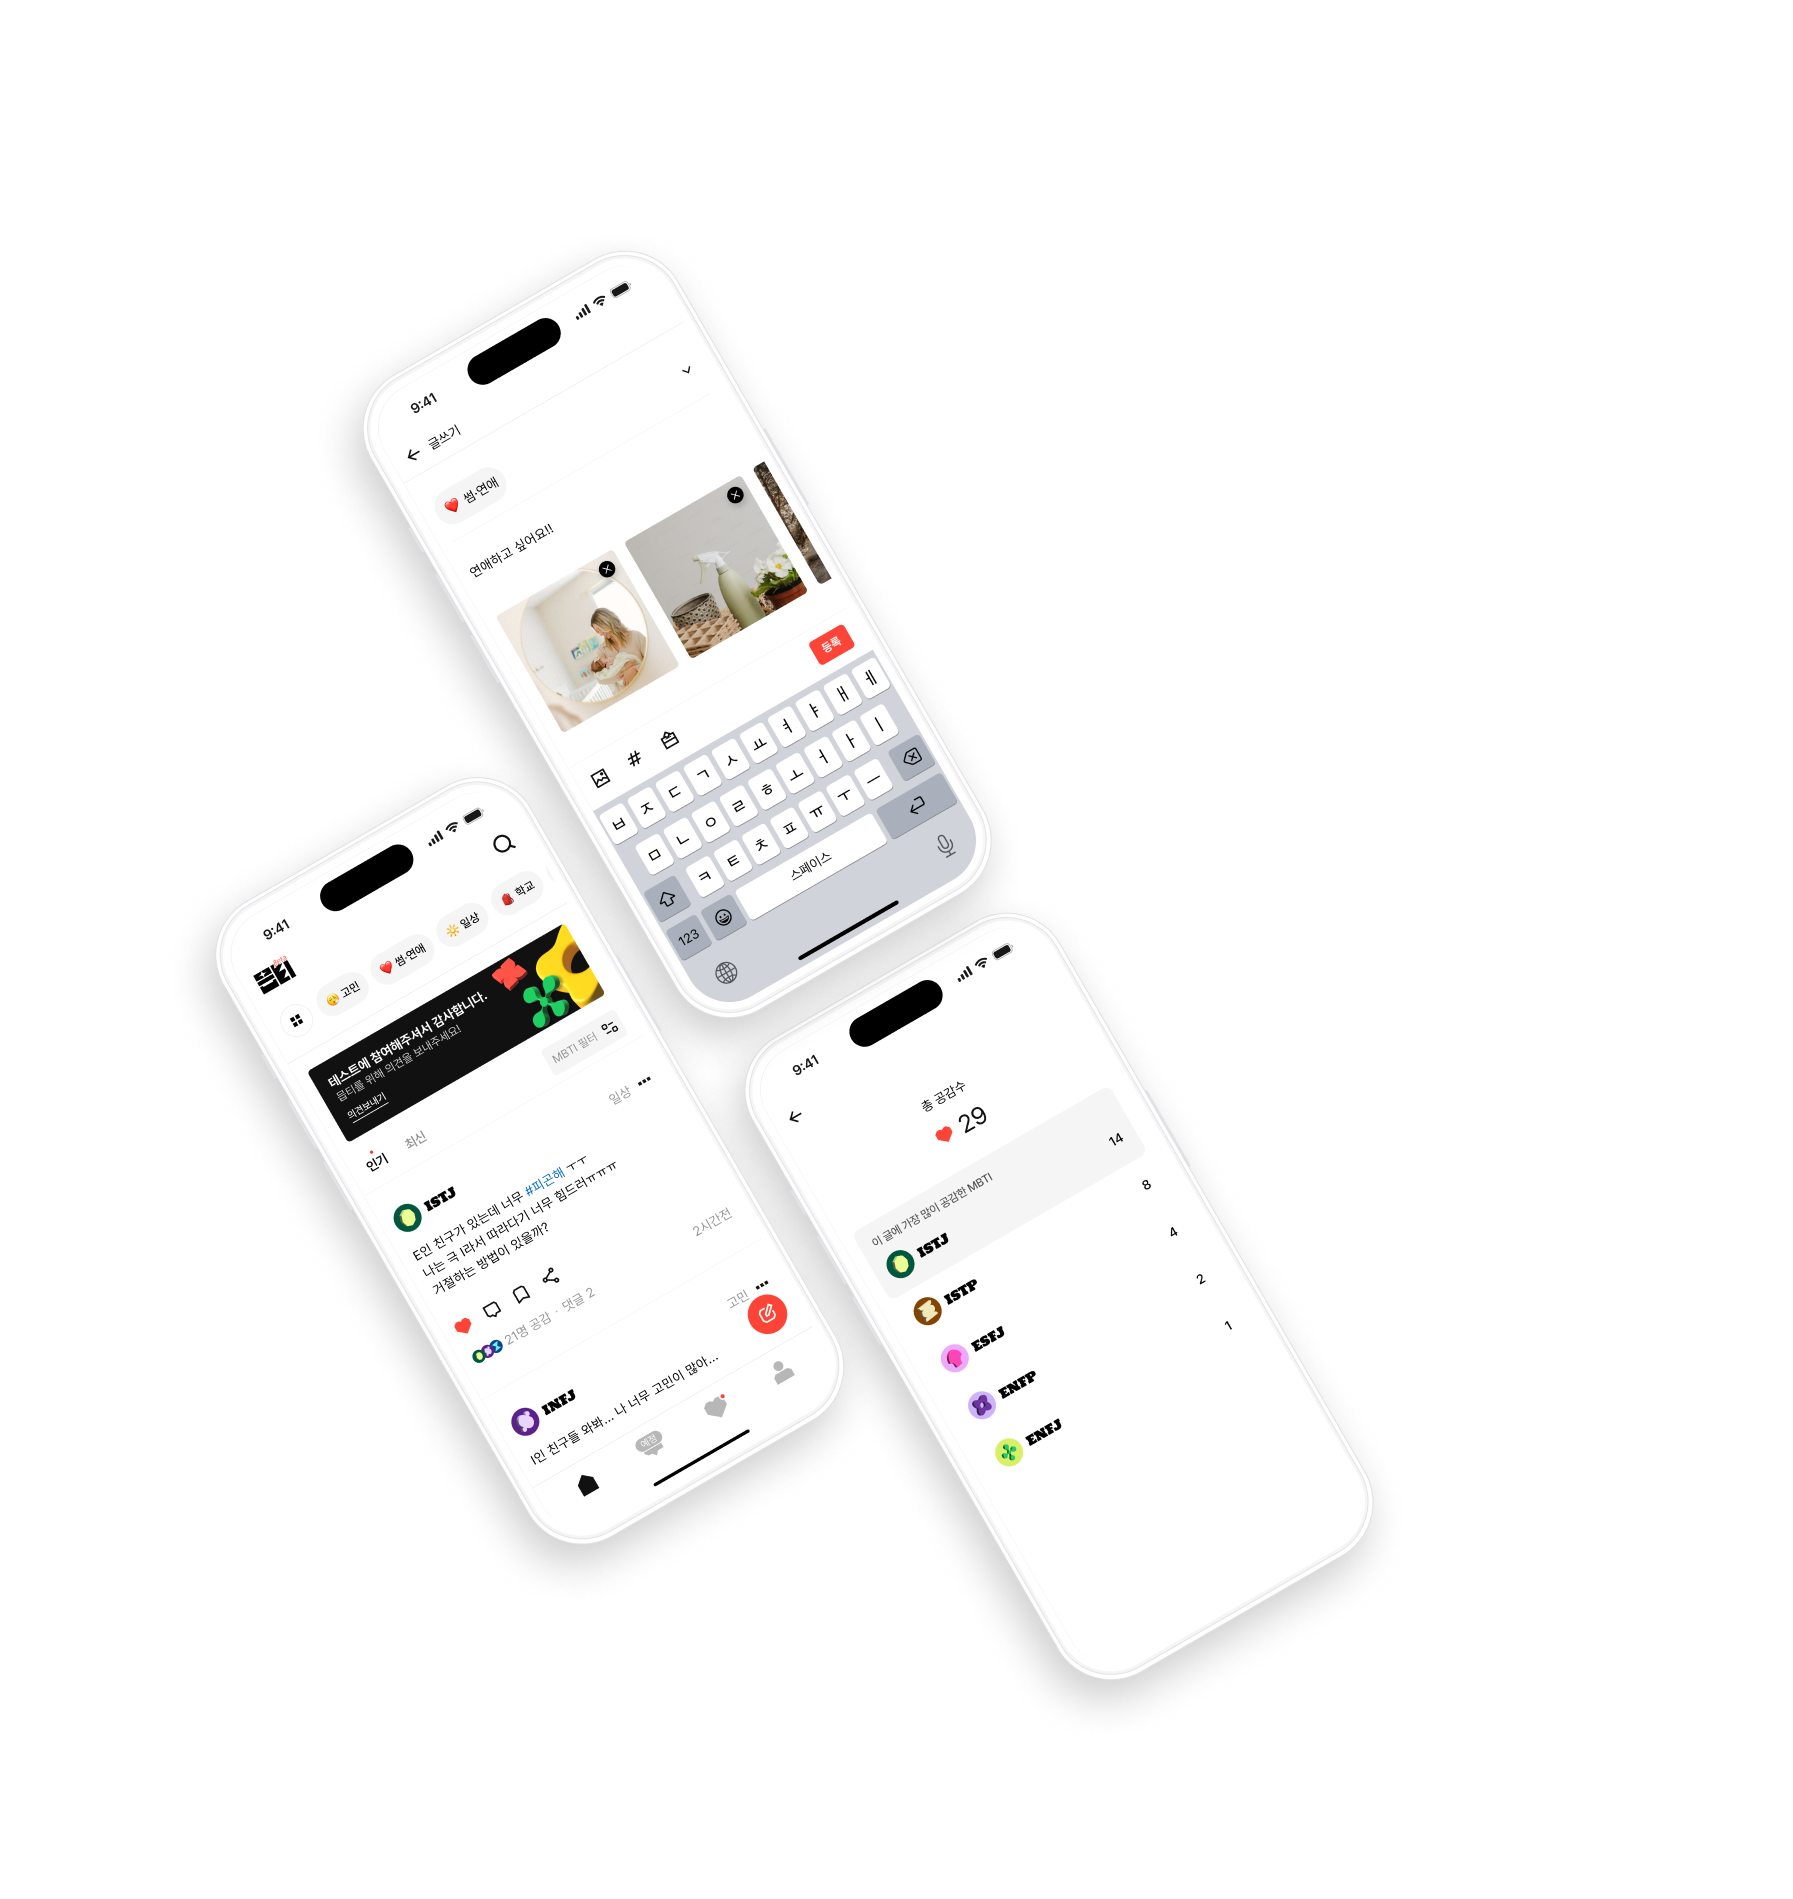 9:41
글쓰기
❤️ 썸·연애
연애하고 싶어요!!
#
등록
ㅂ ㅈ ㄷ ㄱ ㅅ ㅛ ㅕ ㅑ ㅐ ㅔ
ㅁ ㄴ ㅇ ㄹ ㅎ ㅗ ㅓ ㅏ ㅣ
ㅋ ㅌ ㅊ ㅍ ㅠ ㅜ ㅡ
123
스페이스
9:41
Beta
믑티
고민
❤️ 썸·연애
일상
학교
테스트에 참여해주셔서 감사합니다.
믑티를 위해 의견을 보내주세요!
의견보내기
인기 최신
MBTI 필터
ISTJ
일상
E인 친구가 있는데 너무 #피곤해 ㅜㅜ
나는 극 I라서 따라다기 너무 힘드러ㅠㅠㅠ
거절하는 방법이 있을까?
21명 공감 · 댓글 2
2시간전
INFJ
고민
I인 친구들 와봐... 나 너무 고민이 많아...
예정
9:41
총 공감수
29
이 글에 가장 많이 공감한 MBTI
ISTJ 14
ISTP 8
ESFJ 4
ENFP 2
ENFJ 1